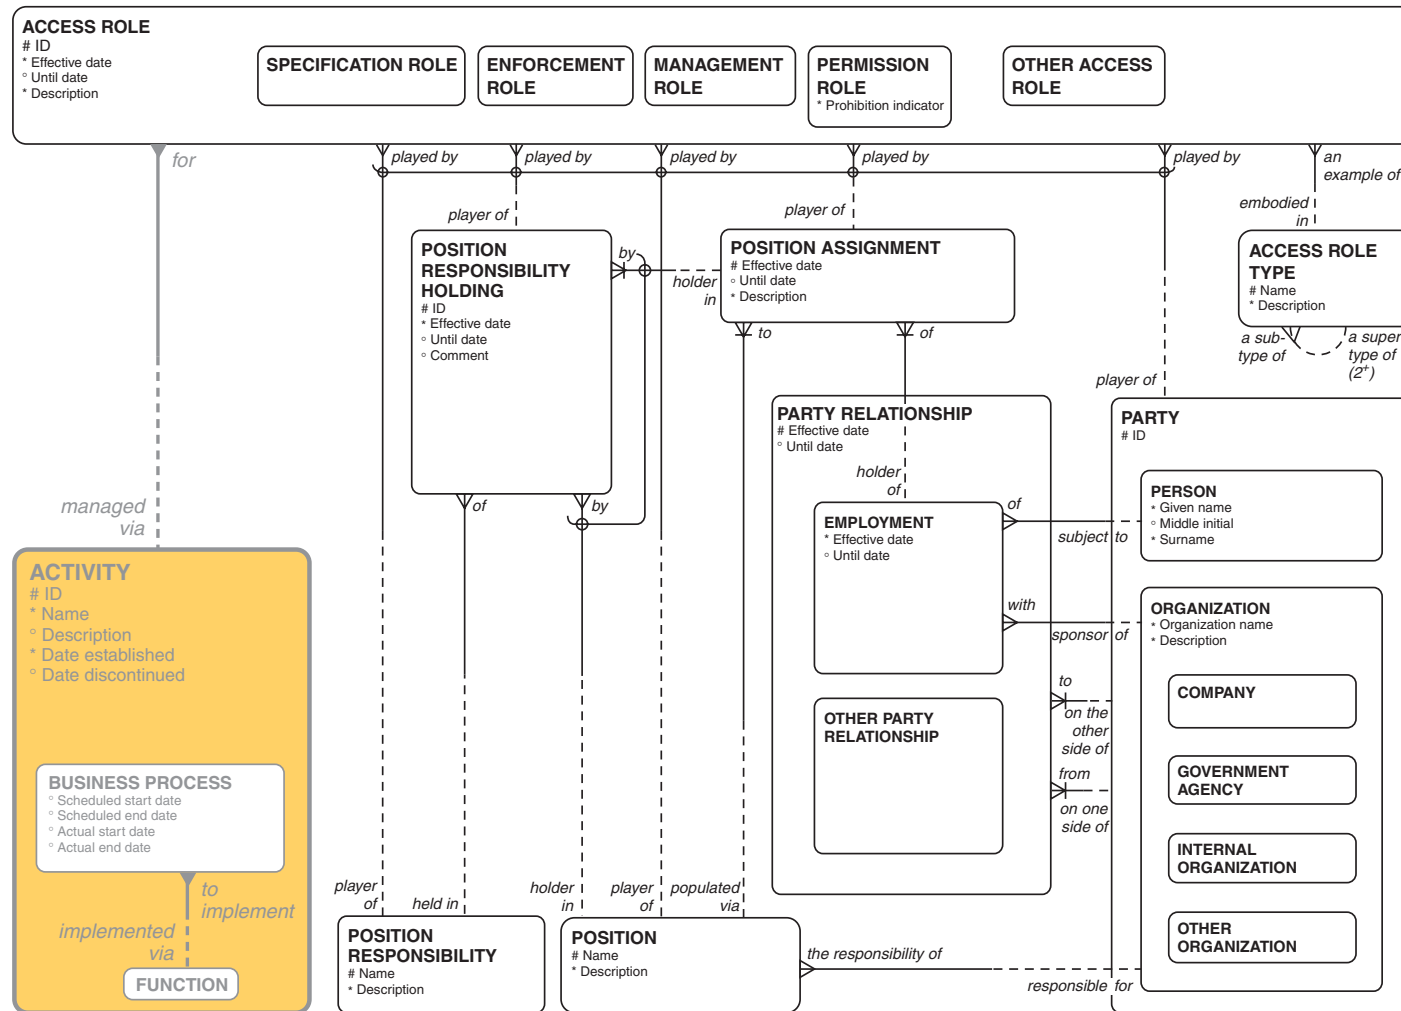 ACCESS ROLE
# ID
* Effective date
° Until date
* Description
SPECIFICATION ROLE
ENFORCEMENT
ROLE
MANAGEMENT
ROLE
PERMISSION
ROLE
* Prohibition indicator
OTHER ACCESS
ROLE
for
played by
played by
played by
played by
played by
an
example of
player of
player of
embodied
in
POSITION
RESPONSIBILITY
HOLDING
# ID
* Effective date
° Until date
° Comment
by
holder
in
POSITION ASSIGNMENT
# Effective date
° Until date
* Description
ACCESS ROLE
TYPE
# Name
* Description
to
of
a sub-
type of
a super
type of
(2+)
player of
PARTY RELATIONSHIP
# Effective date
° Until date
PARTY
# ID
holder
of
managed
via
of
by
EMPLOYMENT
* Effective date
° Until date
of
subject to
PERSON
* Given name
° Middle initial
* Surname
with
sponsor of
ORGANIZATION
* Organization name
* Description
ACTIVITY
# ID
* Name
° Description
* Date established
° Date discontinued
to
on the
other
side of
COMPANY
OTHER PARTY
RELATIONSHIP
from
on one
side of
GOVERNMENT
AGENCY
BUSINESS PROCESS
° Scheduled start date
° Scheduled end date
° Actual start date
° Actual end date
INTERNAL
ORGANIZATION
to
implement
implemented
via
FUNCTION
player
of
held in
holder
in
player
of
populated
via
OTHER
ORGANIZATION
POSITION
RESPONSIBILITY
# Name
* Description
POSITION
# Name
* Description
the responsibility of
responsible for